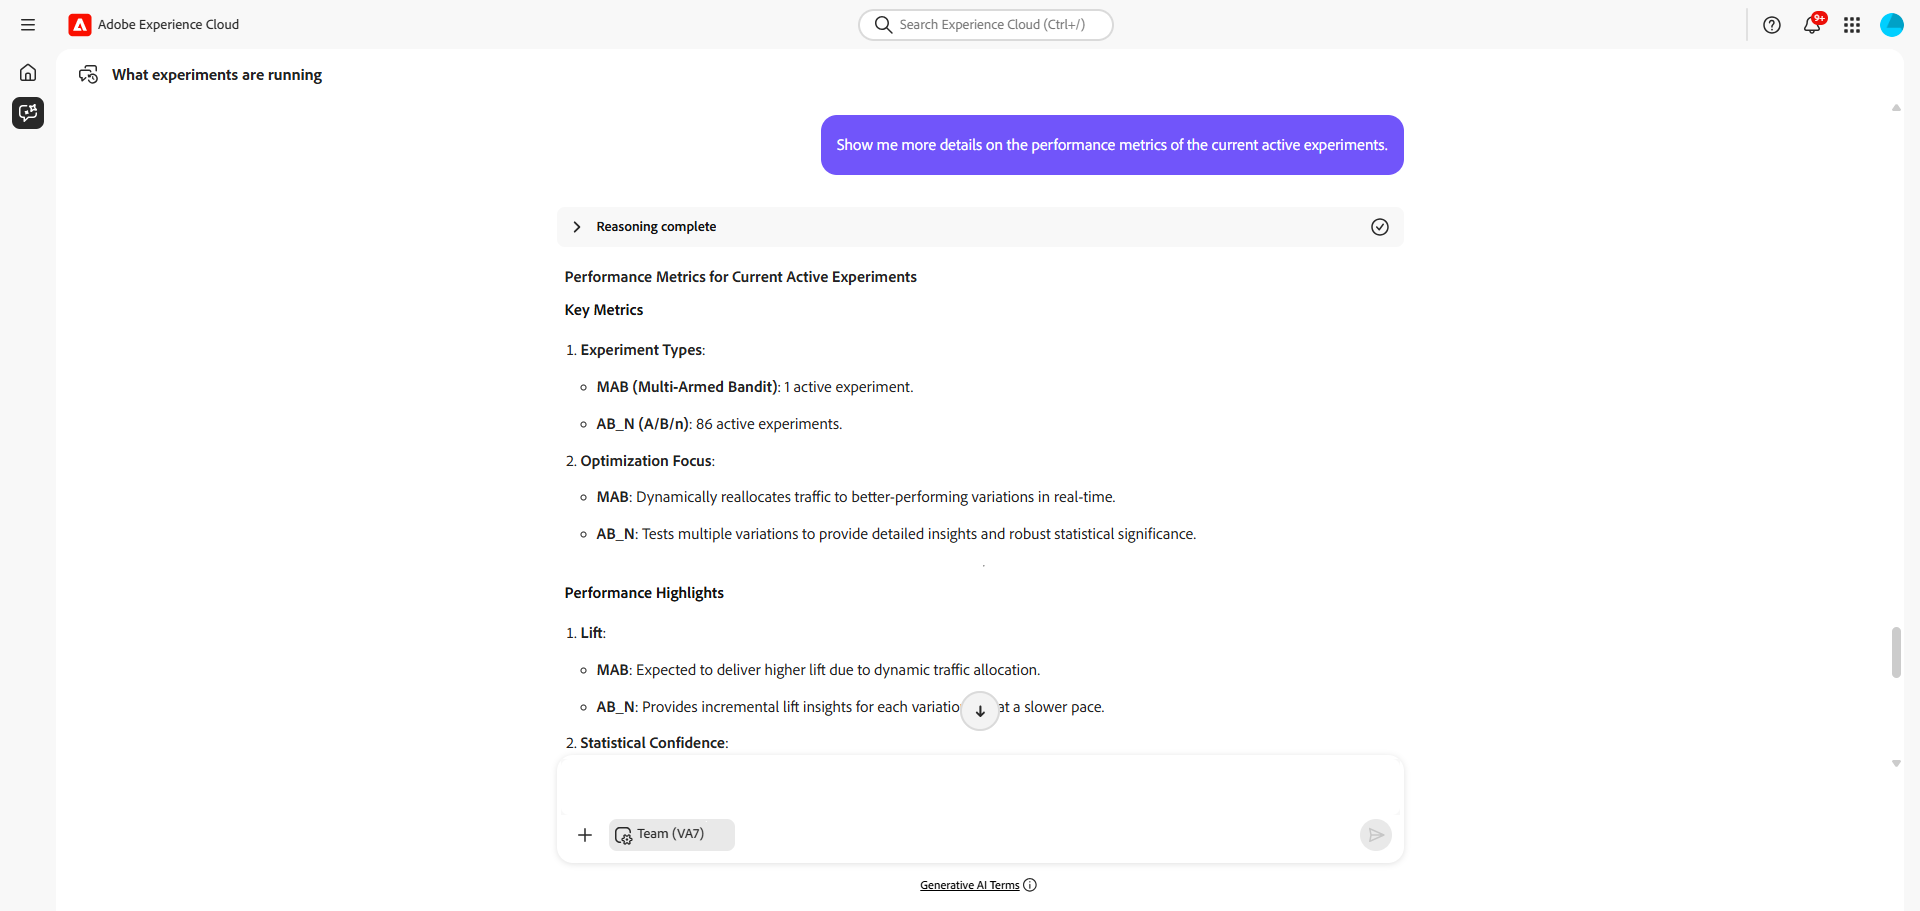 Adobe Experience Cloud
Search Experience Cloud (Ctrl+/)
9+
What experiments are running
Show me more details on the performance metrics of the current active experiments.
Reasoning complete
Performance Metrics for Current Active Experiments
Key Metrics
1. Experiment Types:
MAB (Multi-Armed Bandit): 1 active experiment.
AB_N (A/B/n): 86 active experiments.
2. Optimization Focus:
MAB: Dynamically reallocates traffic to better-performing variations in real-time.
AB_N: Tests multiple variations to provide detailed insights and robust statistical significance.
Performance Highlights
1. Lift:
MAB: Expected to deliver higher lift due to dynamic traffic allocation.
AB_N: Provides incremental lift insights for each at a slower pace.
2. Statistical Confidence:
Team (VA7)
Generative AI Terms